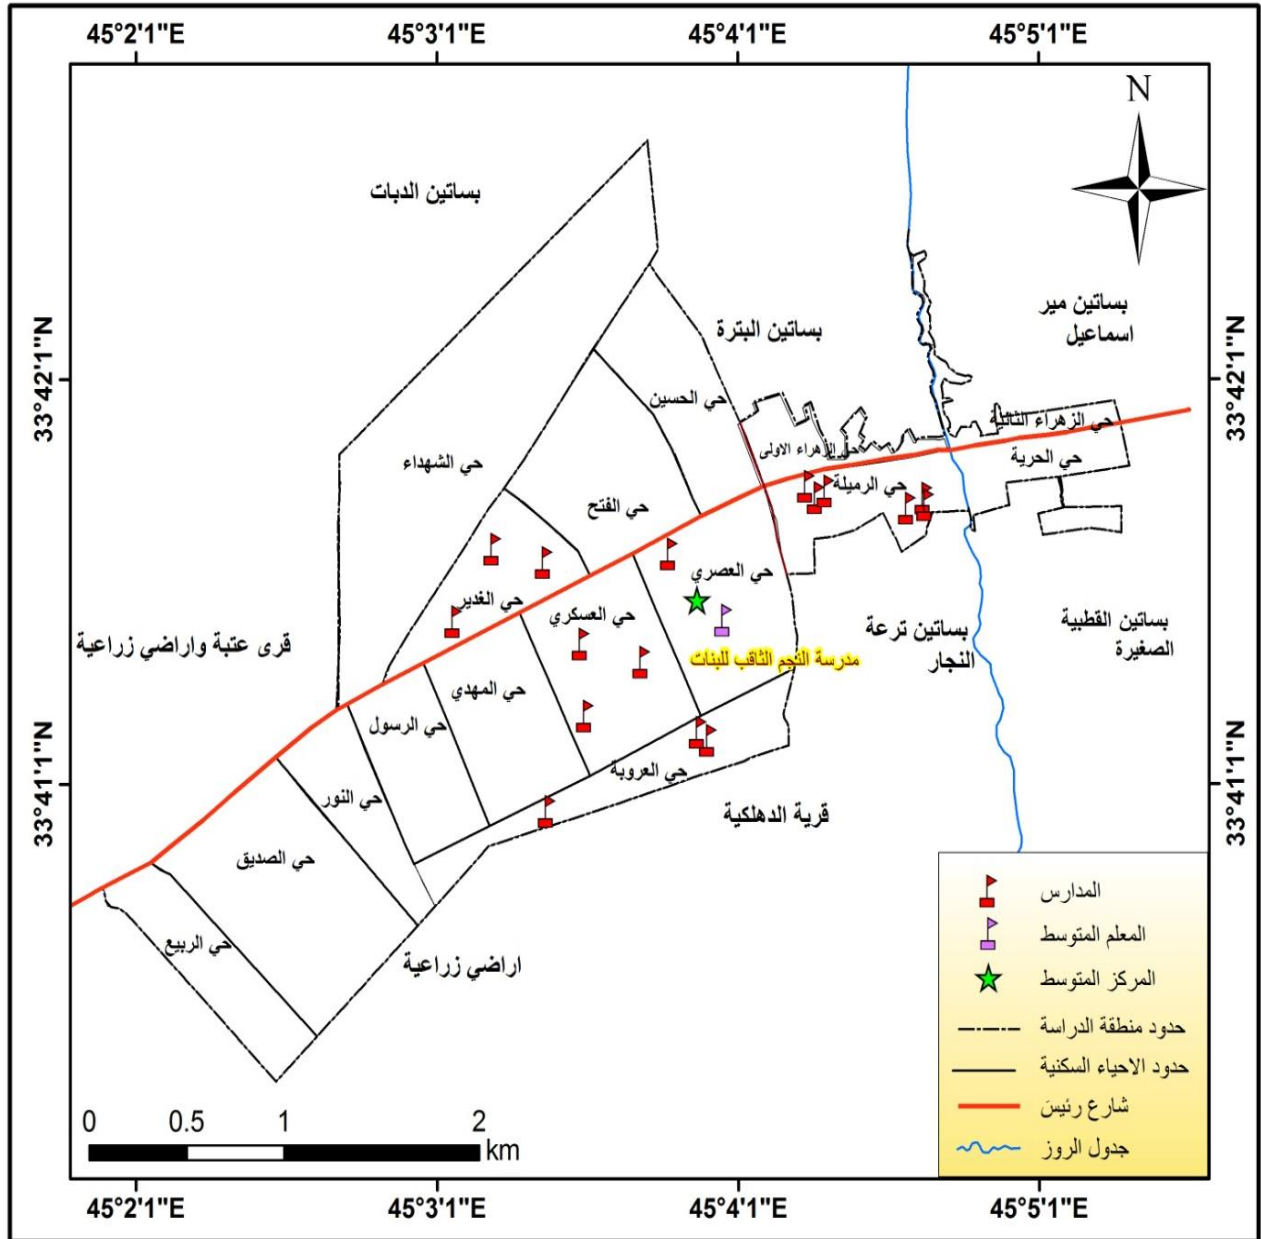 45°2'1"E 45°3'1"E 45°4'1"E 45°5'1"E
N
بساتين الدبات
بساتين مير
اسماعيل
بساتين البترة
33°42'1"N
33°42'1"N
حي الحسين
حي الزهراء الثانية
حي الزهراء الاولى
حي الحرية
حي الشهداء
حي الرميلة
حي الفتح
حي العصري
حي الغدير
حي العسكري
بساتين القطبية
الصغيرة
بساتين ترعة
النجار
قرى عتبة واراضي زراعية
مدرسة النجم الثاقب للبنات
حي المهدي
حي الرسول
33°41'1"N
33°41'1"N
حي العروبة
حي النور
قرية الدهلكية
حي الصديق
حي الربيع
اراضي زراعية
المدارس
المعلم المتوسط
المركز المتوسط
حدود منطقة الدراسة
حدود الاحياء السكنية
شارع رئيسَ
جدول الروز
0 0.5 1 2
km
45°2'1"E 45°3'1"E 45°4'1"E 45°5'1"E